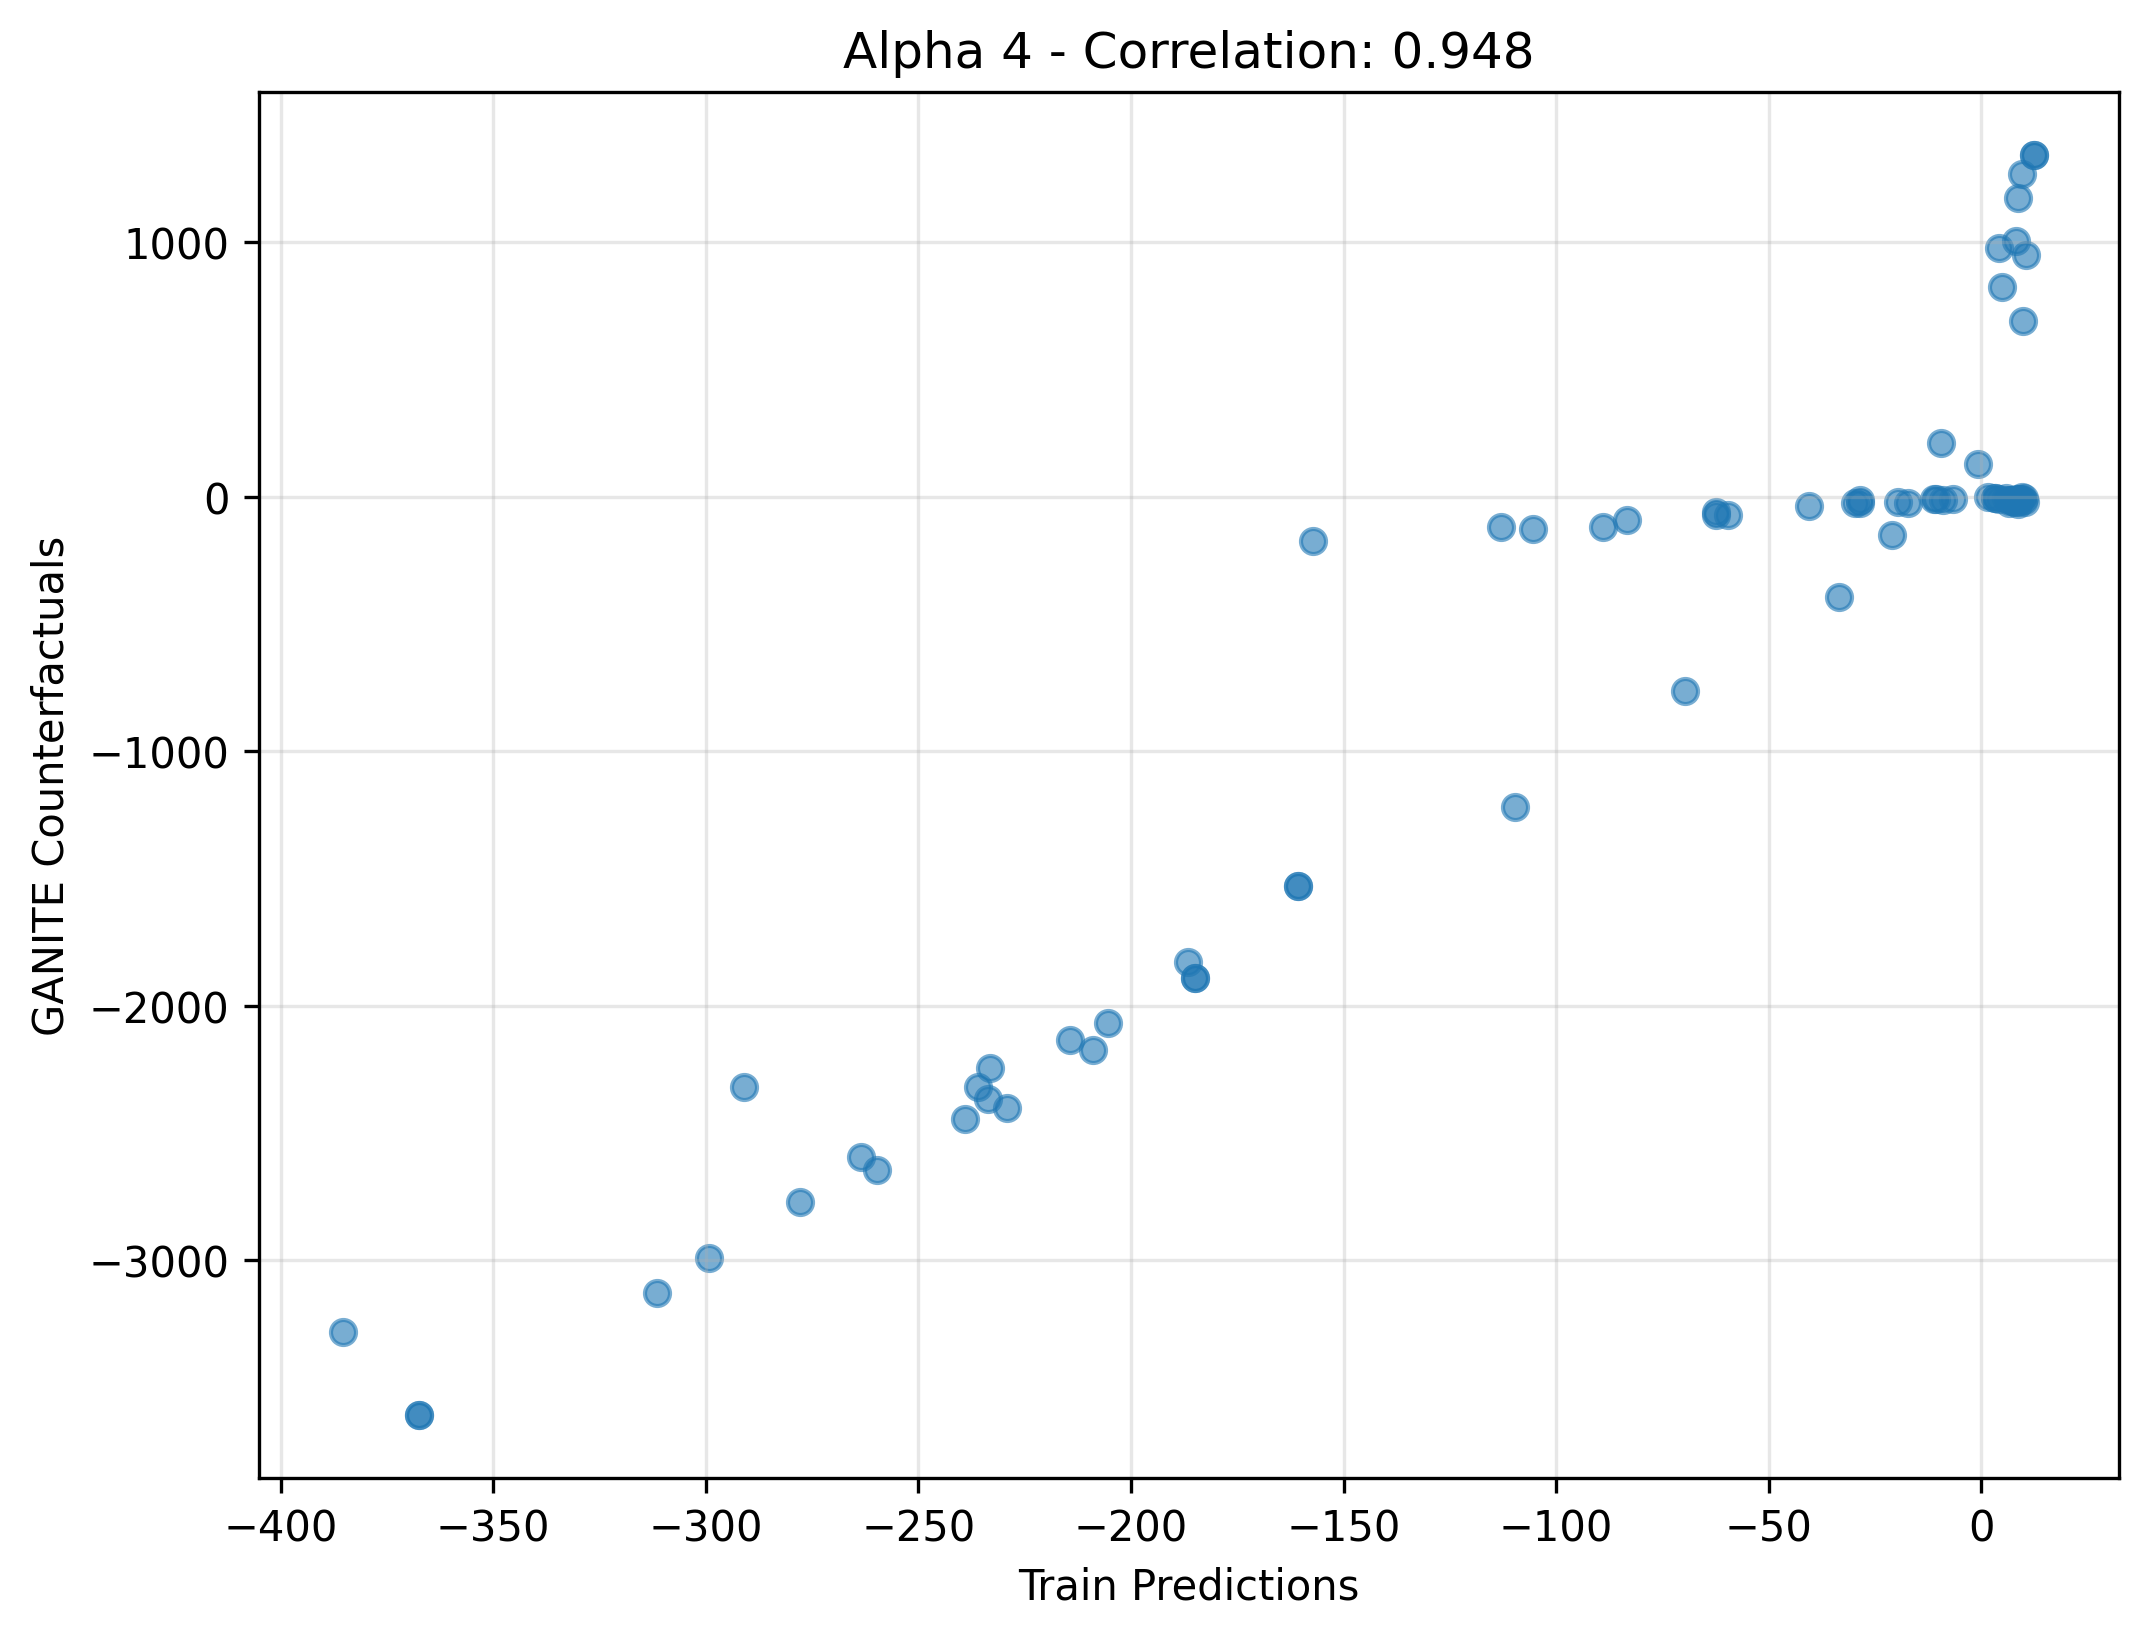 Alpha 4 - Correlation: 0.948
1000
0
−1000
−2000
−3000
GANITE Counterfactuals
−400 −350 −300 −250 −200 −150 −100 −50 0
Train Predictions